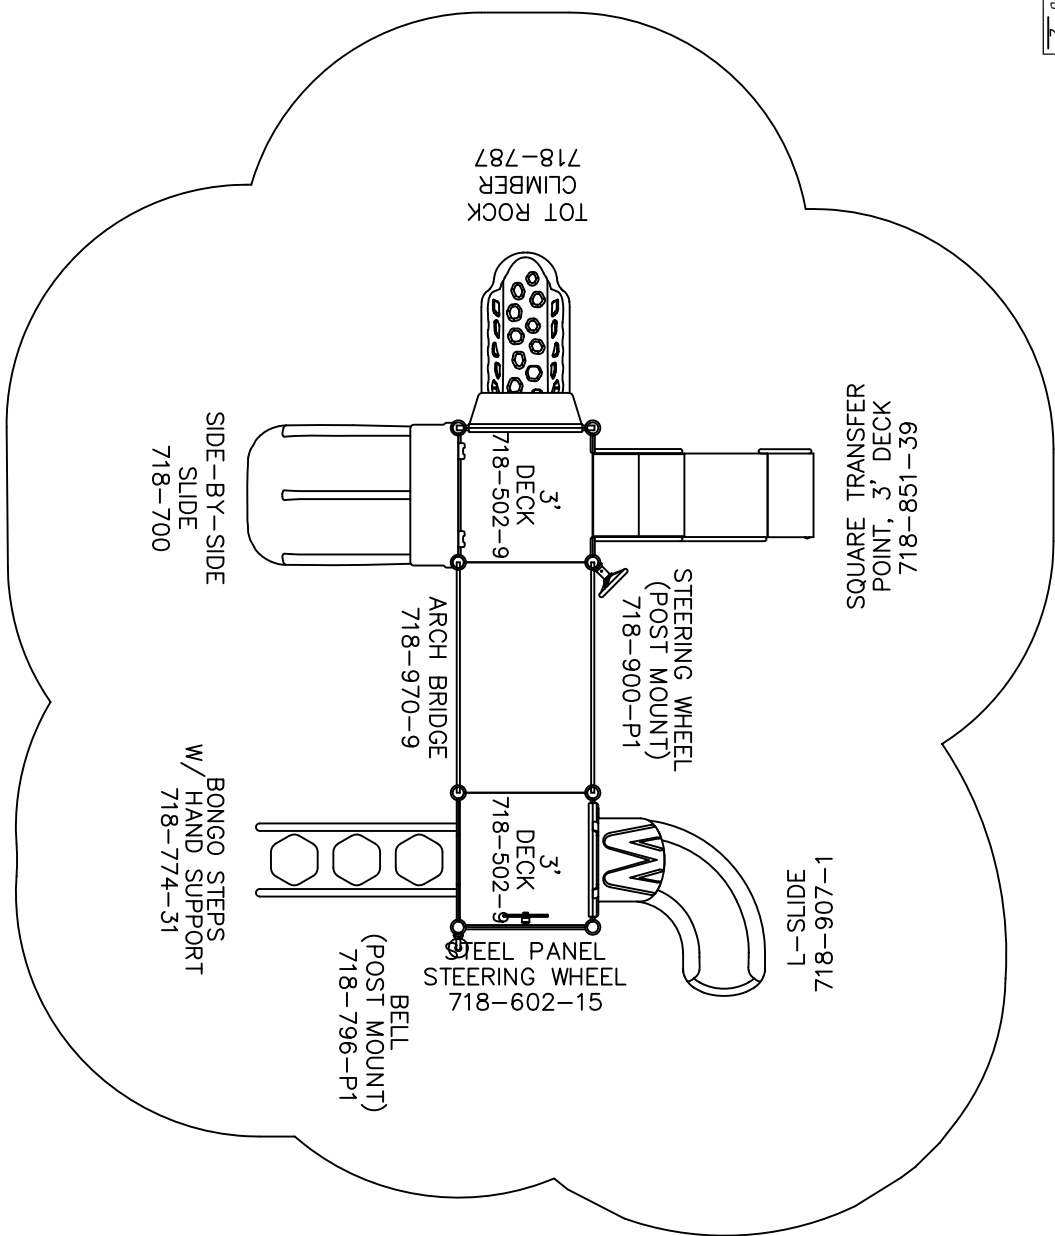 TOT ROCK
CLIMBER
718-787
SQUARE TRANSFER
POINT, 3' DECK
718-851-39
SIDE-BY-SIDE
SLIDE
718-700
3'
DECK
718-502-9
STEERING WHEEL
(POST MOUNT)
718-900-P1
ARCH BRIDGE
718-970-9
BONGO STEPS
W/ HAND SUPPORT
718-774-31
3'
DECK
718-502-9
L-SLIDE
718-907-1
STEEL PANEL
STEERING WHEEL
718-602-15
BELL
(POST MOUNT)
718-796-P1